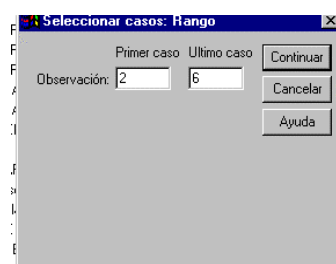 Seleccionar casos: Rango
Primer caso Ultimo caso
Observación: 2 6
Continuar
Cancelar
Ayuda